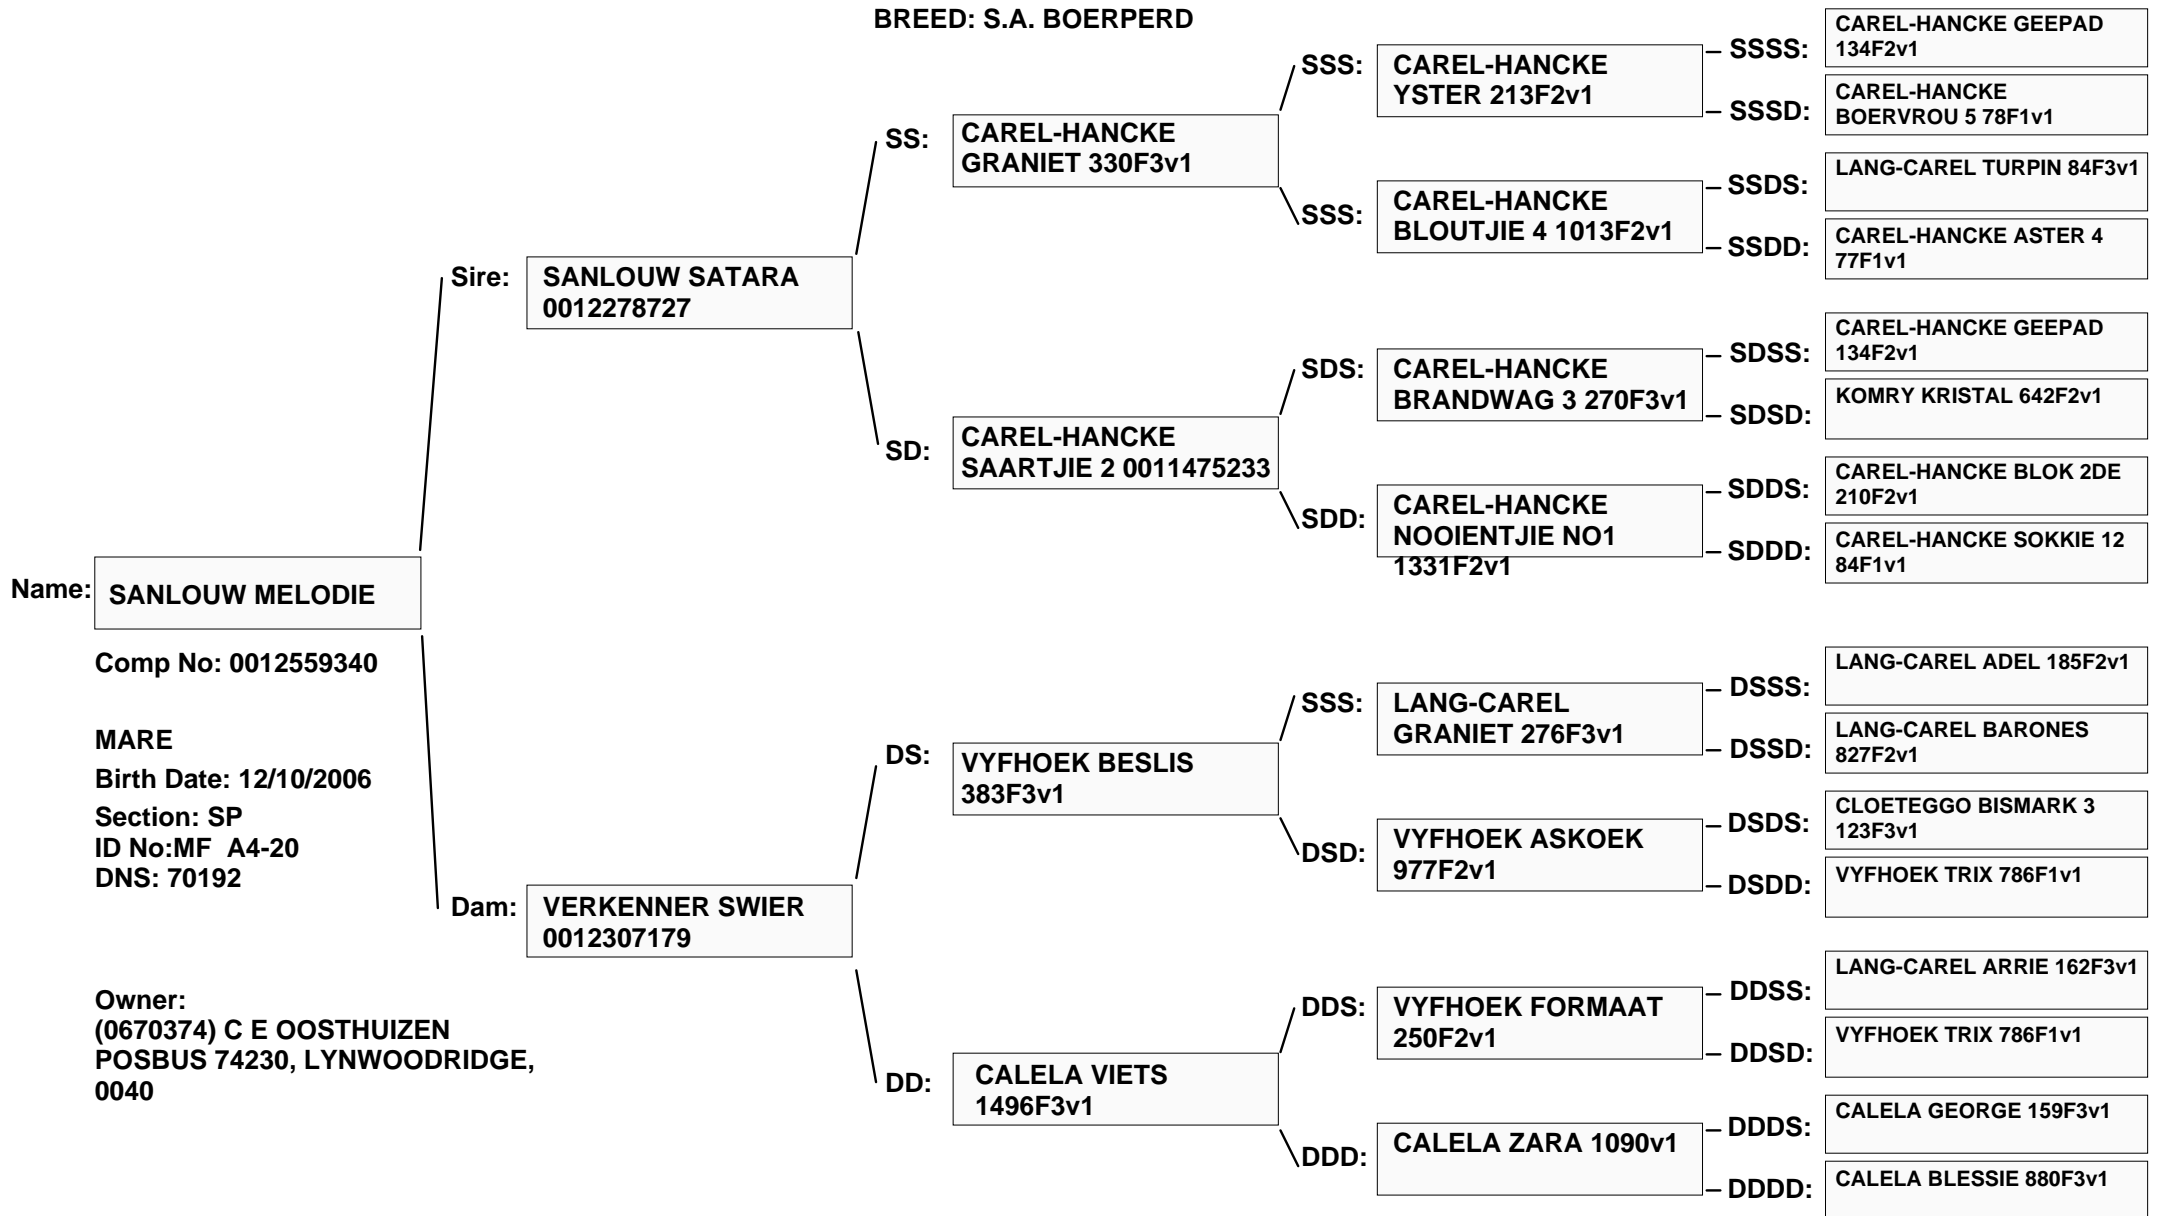 BREED: S.A. BOERPERD
Name:
SANLOUW MELODIE
Comp No: 0012559340
MARE
Birth Date: 12/10/2006
Section: SP
ID No:MF  A4-20
DNS: 70192
Owner:
(0670374) C E OOSTHUIZEN
POSBUS 74230, LYNWOODRIDGE,
0040
Sire:
SANLOUW SATARA
0012278727
Dam:
VERKENNER SWIER
0012307179
SS:
CAREL-HANCKE
GRANIET 330F3v1
SD:
CAREL-HANCKE
SAARTJIE 2 0011475233
DS:
VYFHOEK BESLIS
383F3v1
DD:
CALELA VIETS
1496F3v1
SSS:
CAREL-HANCKE
YSTER 213F2v1
SSS:
CAREL-HANCKE
BLOUTJIE 4 1013F2v1
SDS:
CAREL-HANCKE
BRANDWAG 3 270F3v1
SDD:
CAREL-HANCKE
NOOIENTJIE NO1
1331F2v1
SSS:
LANG-CAREL
GRANIET 276F3v1
DSD:
VYFHOEK ASKOEK
977F2v1
DDS:
VYFHOEK FORMAAT
250F2v1
DDD:
CALELA ZARA 1090v1
SSSS:
CAREL-HANCKE GEEPAD
134F2v1
SSSD:
CAREL-HANCKE
BOERVROU 5 78F1v1
SSDS:
LANG-CAREL TURPIN 84F3v1
SSDD:
CAREL-HANCKE ASTER 4
77F1v1
SDSS:
CAREL-HANCKE GEEPAD
134F2v1
SDSD:
KOMRY KRISTAL 642F2v1
SDDS:
CAREL-HANCKE BLOK 2DE
210F2v1
SDDD:
CAREL-HANCKE SOKKIE 12
84F1v1
DSSS:
LANG-CAREL ADEL 185F2v1
DSSD:
LANG-CAREL BARONES
827F2v1
DSDS:
CLOETEGGO BISMARK 3
123F3v1
DSDD:
VYFHOEK TRIX 786F1v1
DDSS:
LANG-CAREL ARRIE 162F3v1
DDSD:
VYFHOEK TRIX 786F1v1
DDDS:
CALELA GEORGE 159F3v1
DDDD:
CALELA BLESSIE 880F3v1